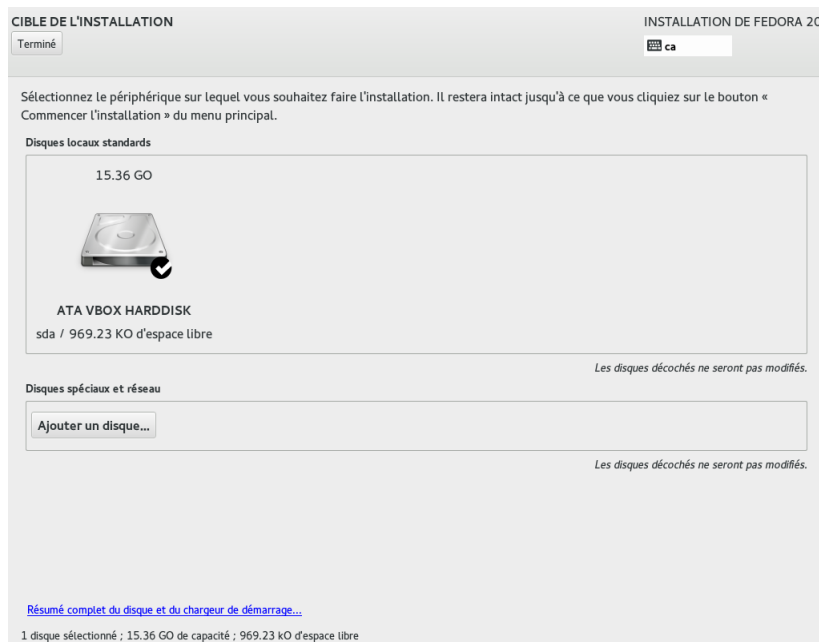 CIBLE DE L'INSTALLATION
INSTALLATION DE FEDORA 20
Terminé
ca
Sélectionnez le périphérique sur lequel vous souhaitez faire l'installation. Il restera intact jusqu'à ce que vous cliquiez sur le bouton «
Commencer l'installation » du menu principal.
Disques locaux standards
15.36 GO
ATA VBOX HARDDISK
sda / 969.23 KO d'espace libre
Les disques décochés ne seront pas modifiés.
Disques spéciaux et réseau
Ajouter un disque...
Les disques décochés ne seront pas modifiés.
Résumé complet du disque et du chargeur de démarrage...
1 disque sélectionné ; 15.36 GO de capacité ; 969.23 kO d'espace libre